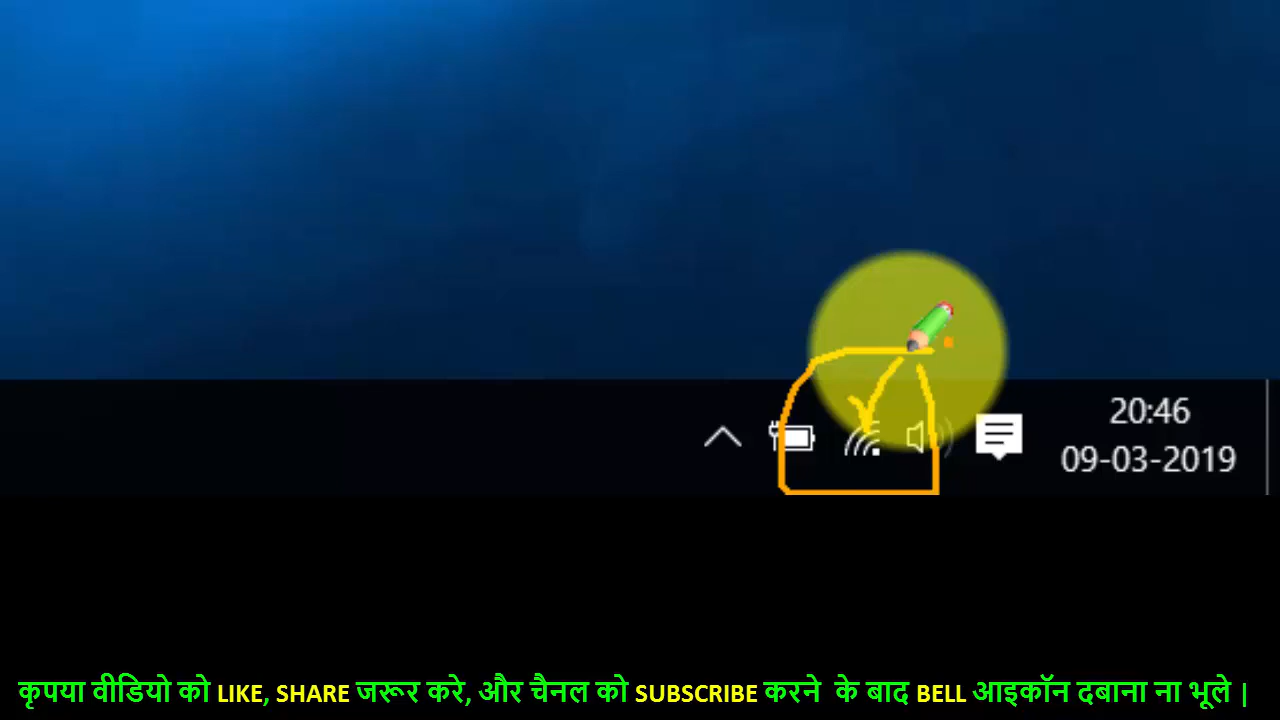 20:46
09-03-2019
कृपया वीडियो को LIKE, SHARE जरूर करे, और चैनल को SUBSCRIBE करने के बाद BELL आइकॉन दबाना ना भूले |